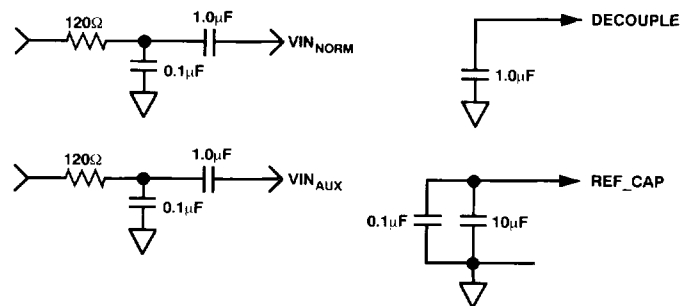 120Ω
1.0µF
VIN_NORM
0.1µF
DECOUPLE
1.0µF
120Ω
1.0µF
VIN_AUX
0.1µF
REF_CAP
0.1µF
10µF